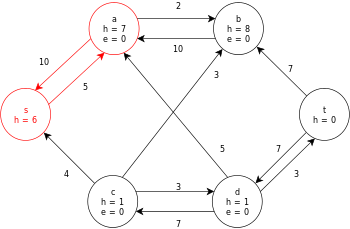 2
a
h = 7
e = 0
b
h = 8
e = 0
10
10
3
7
5
s
h = 6
t
h = 0
5
7
4
3
3
c
h = 1
e = 0
d
h = 1
e = 0
7